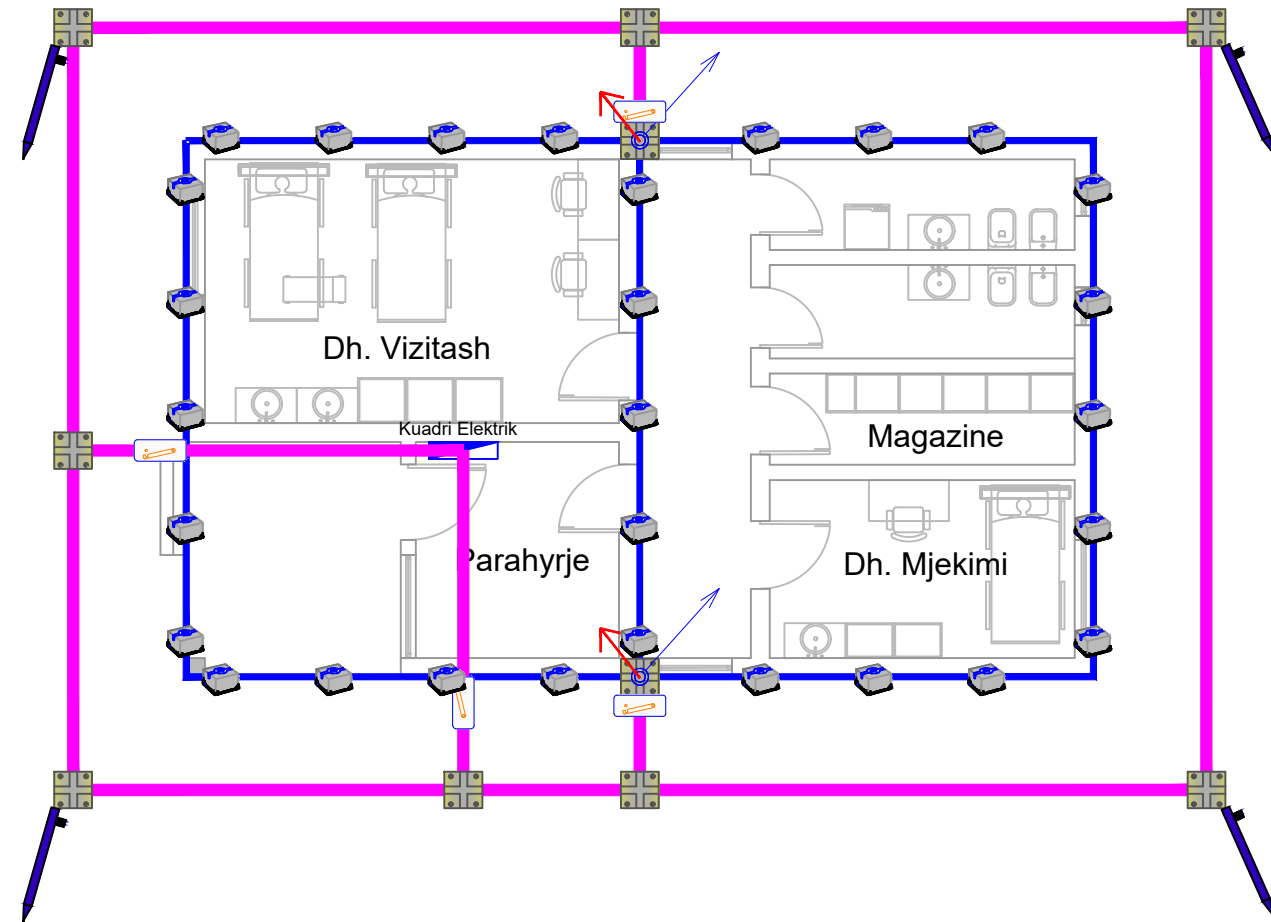 Dh. Vizitash
Kuadri Elektrik
Magazine
Parahyrje
Dh. Mjekimi